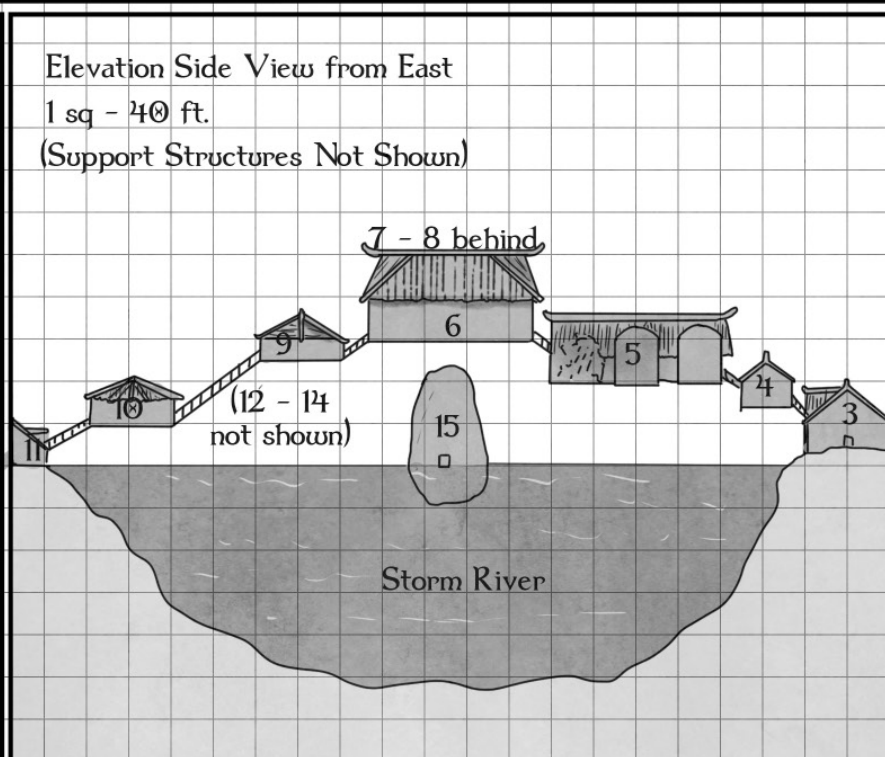 Elevation Side View from East
1 sq - 40 ft.
(Support Structures Not Shown)
7 - 8 behind
6
9
5
10
(12 - 14
not shown)
4
15
3
11
Storm River